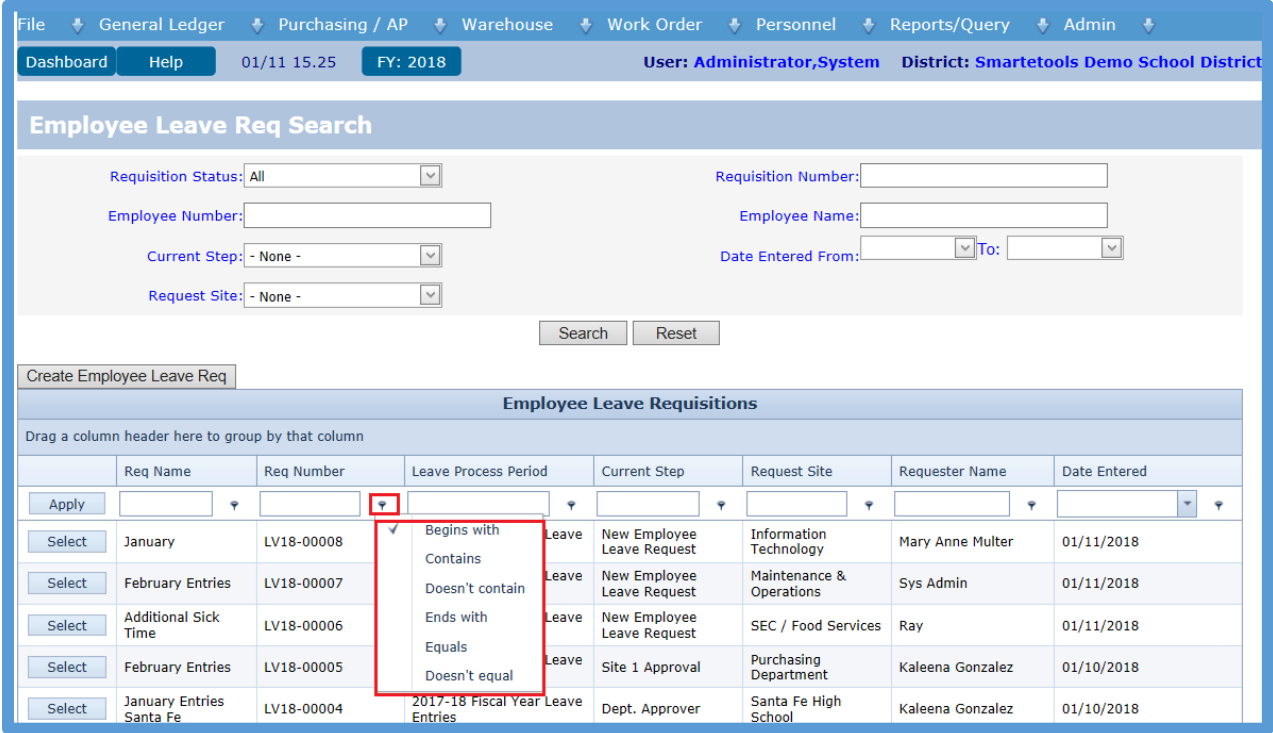 File General Ledger Purchasing / AP Warehouse Work Order Personnel Reports/Query Admin
Dashboard Help 01/11 15.25 FY: 2018 User: Administrator,System District: Smartetools Demo School District
Employee Leave Req Search
Requisition Status: All Requisition Number:
Employee Number: Employee Name:
Current Step: - None - Date Entered From: To:
Request Site: - None -
Search Reset
Create Employee Leave Req
Employee Leave Requisitions
Drag a column header here to group by that column
Req Name Req Number Leave Process Period Current Step Request Site Requester Name Date Entered
Apply
Begins with
Contains
Doesn't contain
Ends with
Equals
Doesn't equal
Select January LV18-00008 Leave New Employee Information Mary Anne Multer 01/11/2018
Leave Request Technology
Select February Entries LV18-00007 Leave New Employee Maintenance & Sys Admin 01/11/2018
Leave Request Operations
Select Additional Sick LV18-00006 Leave New Employee SEC / Food Services Ray 01/11/2018
Time Leave Request
Select February Entries LV18-00005 Leave Site 1 Approval Purchasing Kaleena Gonzalez 01/10/2018
Department
Select January Entries LV18-00004 2017-18 Fiscal Year Leave Dept. Approver Santa Fe High Kaleena Gonzalez 01/10/2018
Santa Fe Entries School